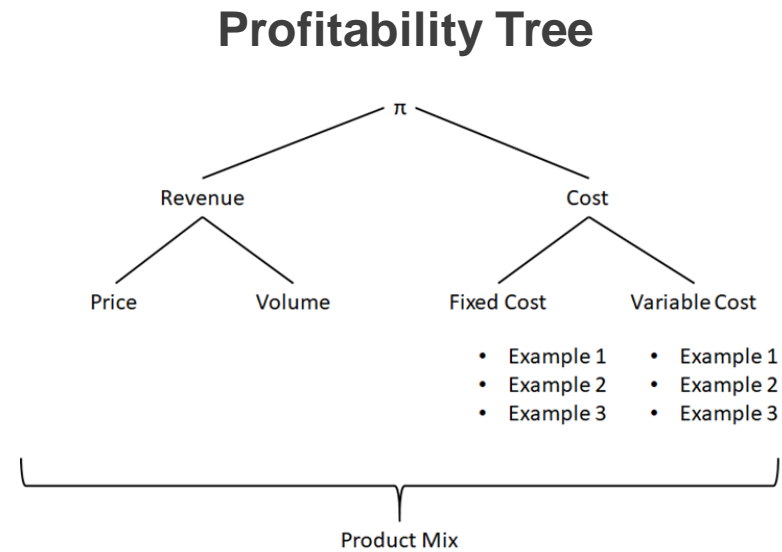 Profitability Tree
π
Revenue
Cost
Price
Volume
Fixed Cost
Variable Cost
• Example 1
• Example 2
• Example 3
• Example 1
• Example 2
• Example 3
Product Mix